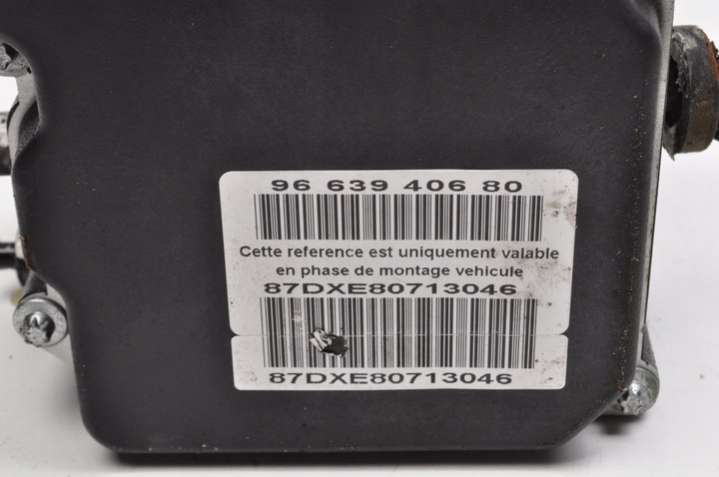 96 639 406 80
Cette reference est uniquement valable
en phase de montage vehicule
87DXE80713046
87DXE80713046